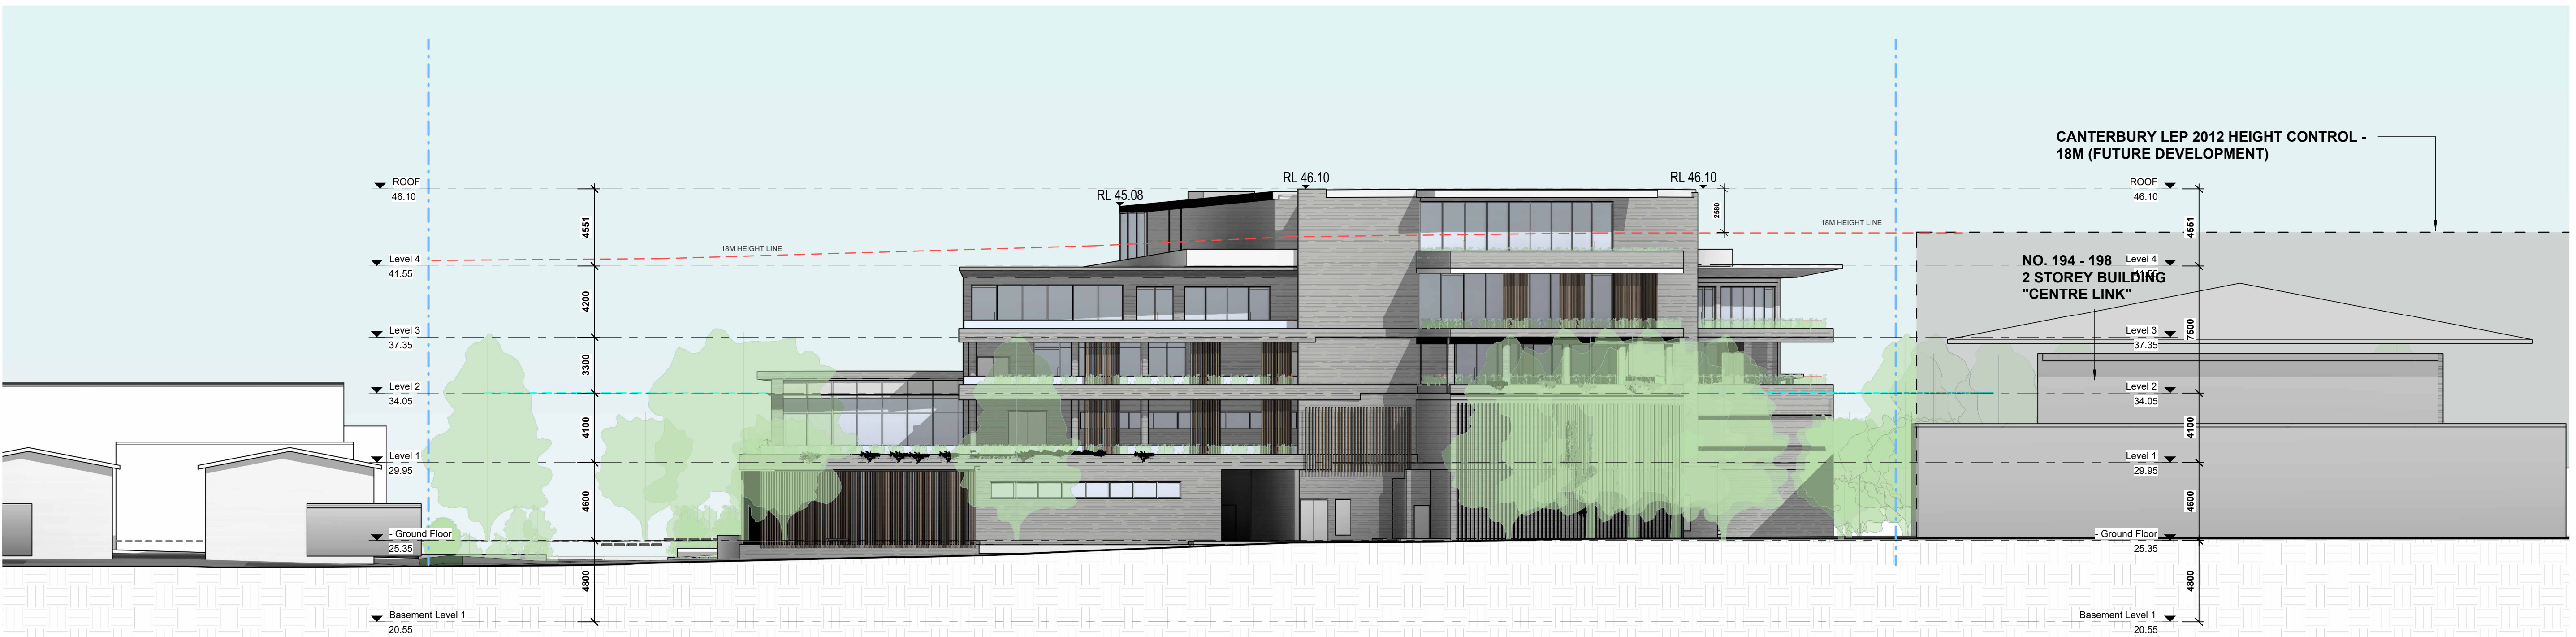 CANTERBURY LEP 2012 HEIGHT CONTROL -
18M (FUTURE DEVELOPMENT)
ROOF
46.10
RL 45.08
RL 46.10
RL 46.10
ROOF
46.10
4551
2580
4551
18M HEIGHT LINE
18M HEIGHT LINE
Level 4
41.55
NO. 194 - 198
2 STOREY BUILDING
"CENTRE LINK"
Level 4
4200
Level 3
37.35
Level 3
37.35
7500
3300
Level 2
34.05
Level 2
34.05
4100
4100
Level 1
29.95
Level 1
29.95
4600
4600
- Ground Floor
25.35
- Ground Floor
25.35
4800
4800
Basement Level 1
20.55
Basement Level 1
20.55